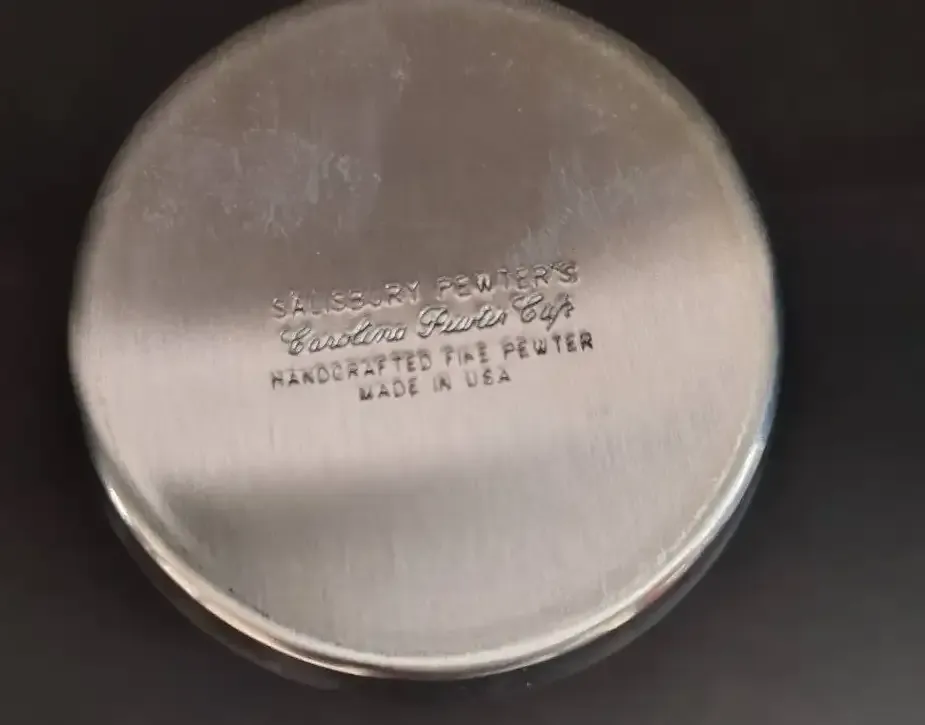 SALISBURY PEWTER'S
Carolina Pewter Cup
HANDCRAFTED FINE PEWTER
MADE IN USA